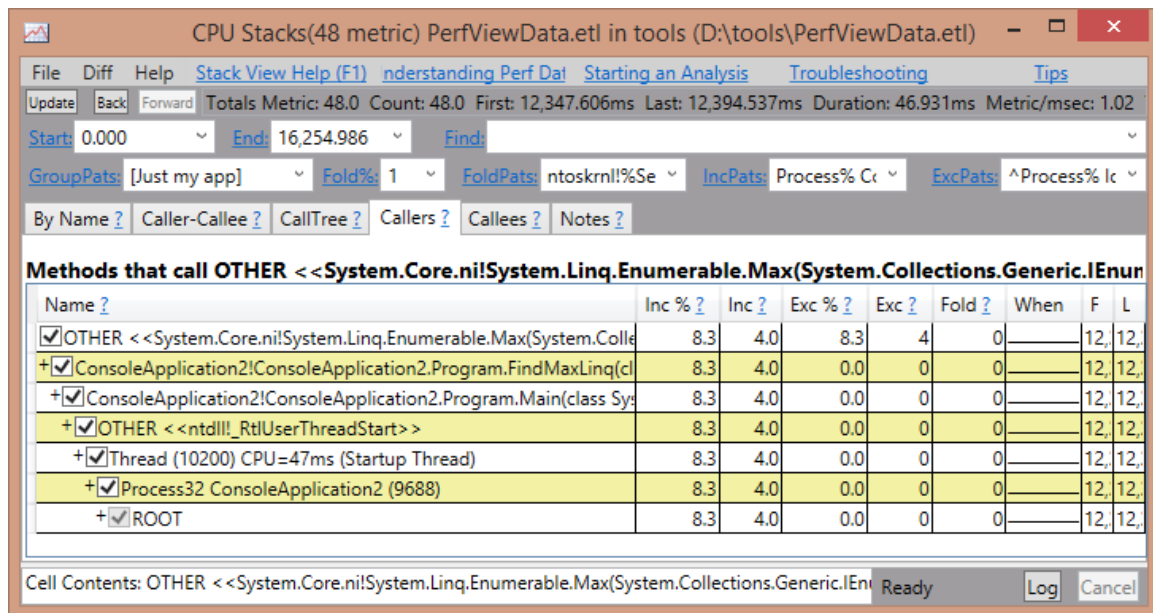 CPU Stacks(48 metric) PerfViewData.etl in tools (D:\tools\PerfViewData.etl)
File Diff Help Stack View Help (F1) nderstanding Perf Dat Starting an Analysis Troubleshooting Tips
Update Back Forward Totals Metric: 48.0 Count: 48.0 First: 12,347.606ms Last: 12,394.537ms Duration: 46.931ms Metric/msec: 1.02
Start: 0.000 End: 16,254.986 Find:
GroupPats: [Just my app] Fold%: 1 FoldPats: ntoskrnl!%Se IncPats: Process% Co ExcPats: ^Process% Ic
By Name ? Caller-Callee ? CallTree ? Callers ? Callees ? Notes ?
Methods that call OTHER <<System.Core.ni!System.Linq.Enumerable.Max(System.Collections.Generic.IEnum
Name ? Inc % ? Inc ? Exc % ? Exc ? Fold ? When F L
OTHER <<System.Core.ni!System.Linq.Enumerable.Max(System.Colle 8.3 4.0 8.3 4 0 12, 12,
+ ConsoleApplication2!ConsoleApplication2.Program.FindMaxLinq(cl 8.3 4.0 0.0 0 0 12, 12,
+ ConsoleApplication2!ConsoleApplication2.Program.Main(class Sys 8.3 4.0 0.0 0 0 12, 12,
+ OTHER <<ntdll!_RtlUserThreadStart>> 8.3 4.0 0.0 0 0 12, 12,
+ Thread (10200) CPU=47ms (Startup Thread) 8.3 4.0 0.0 0 0 12, 12,
+ Process32 ConsoleApplication2 (9688) 8.3 4.0 0.0 0 0 12, 12,
+ ROOT 8.3 4.0 0.0 0 0 12, 12,
Cell Contents: OTHER <<System.Core.ni!System.Linq.Enumerable.Max(System.Collections.Generic.IEnu Ready Log Cancel